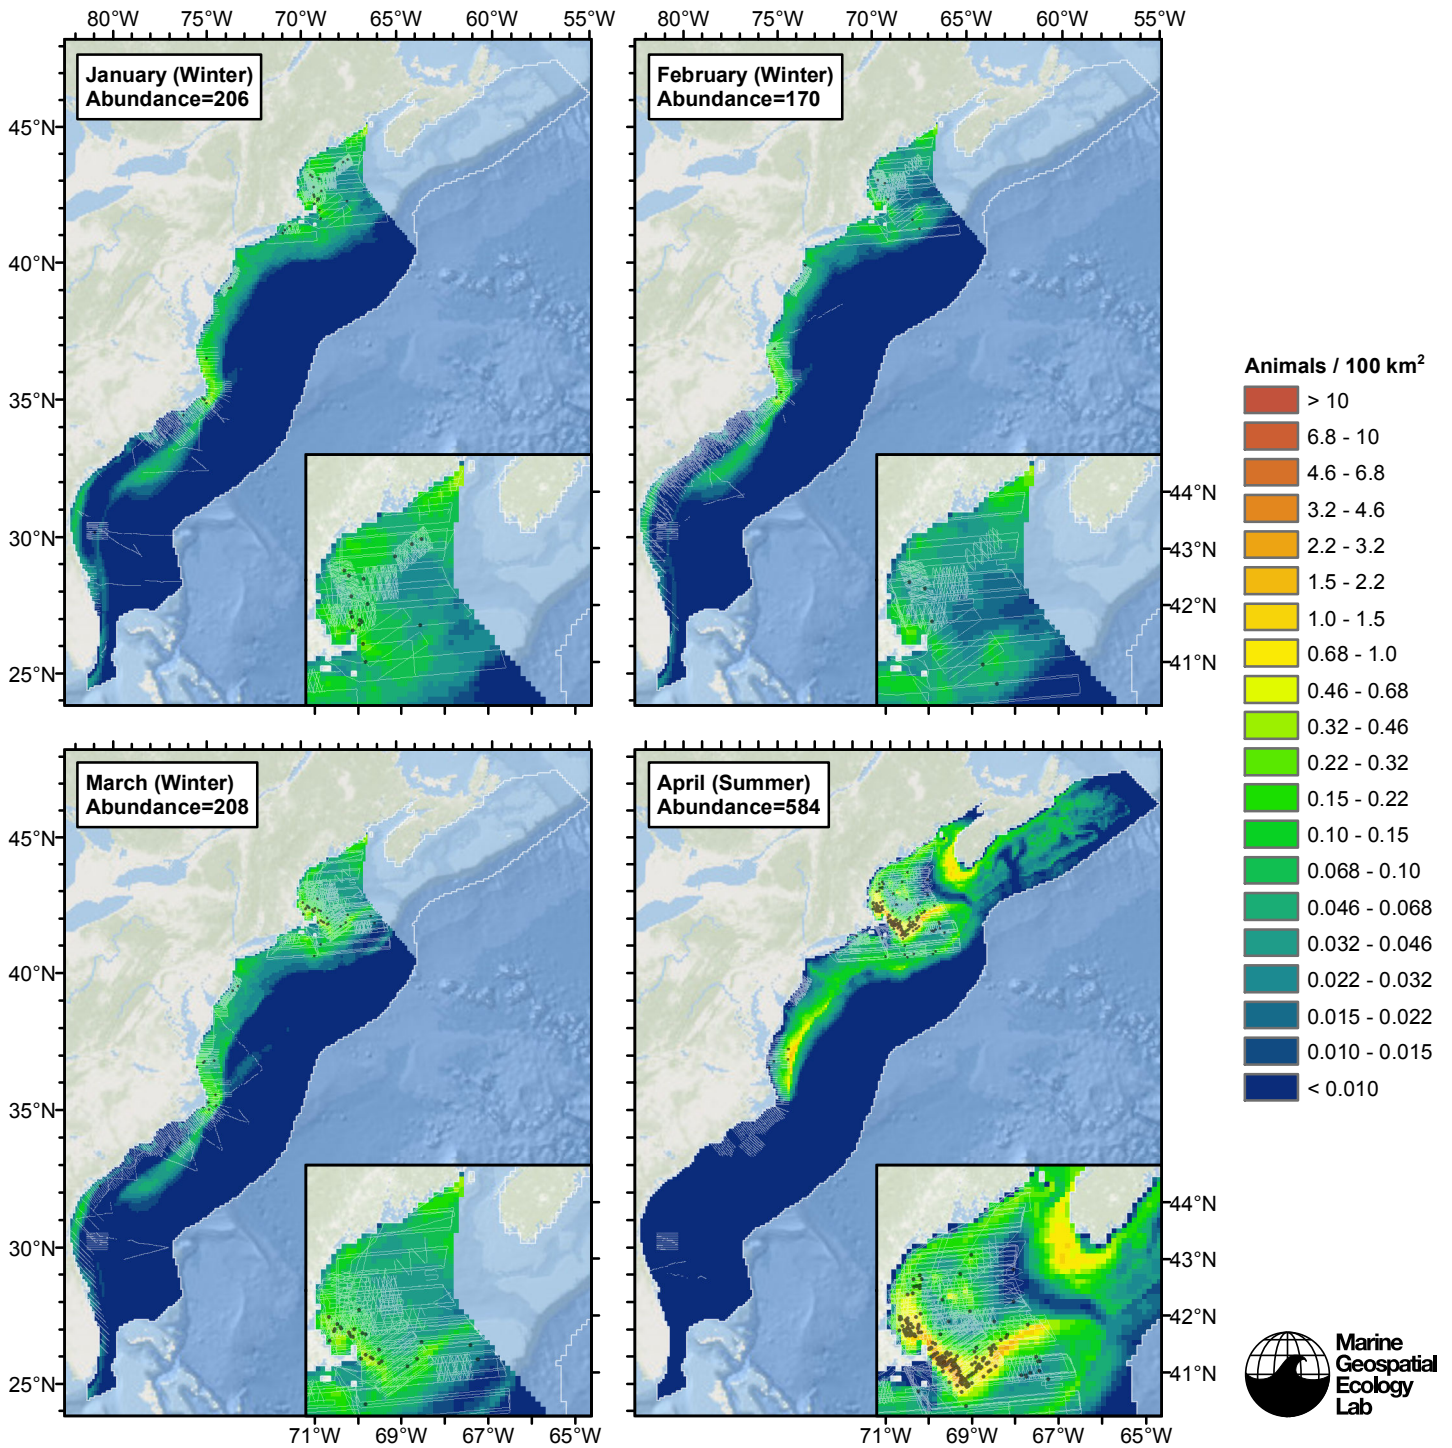 80°W 75°W 70°W 65°W 60°W 55°W
80°W 75°W 70°W 65°W 60°W 55°W
January (Winter)
Abundance=206
February (Winter)
Abundance=170
45°N
40°N
35°N
30°N
25°N
44°N
43°N
42°N
41°N
March (Winter)
Abundance=208
April (Summer)
Abundance=584
45°N
40°N
35°N
30°N
25°N
44°N
43°N
42°N
41°N
71°W 69°W 67°W 65°W
71°W 69°W 67°W 65°W
Animals / 100 km²
> 10
6.8 - 10
4.6 - 6.8
3.2 - 4.6
2.2 - 3.2
1.5 - 2.2
1.0 - 1.5
0.68 - 1.0
0.46 - 0.68
0.32 - 0.46
0.22 - 0.32
0.15 - 0.22
0.10 - 0.15
0.068 - 0.10
0.046 - 0.068
0.032 - 0.046
0.022 - 0.032
0.015 - 0.022
0.010 - 0.015
< 0.010
Marine
Geospatial
Ecology
Lab